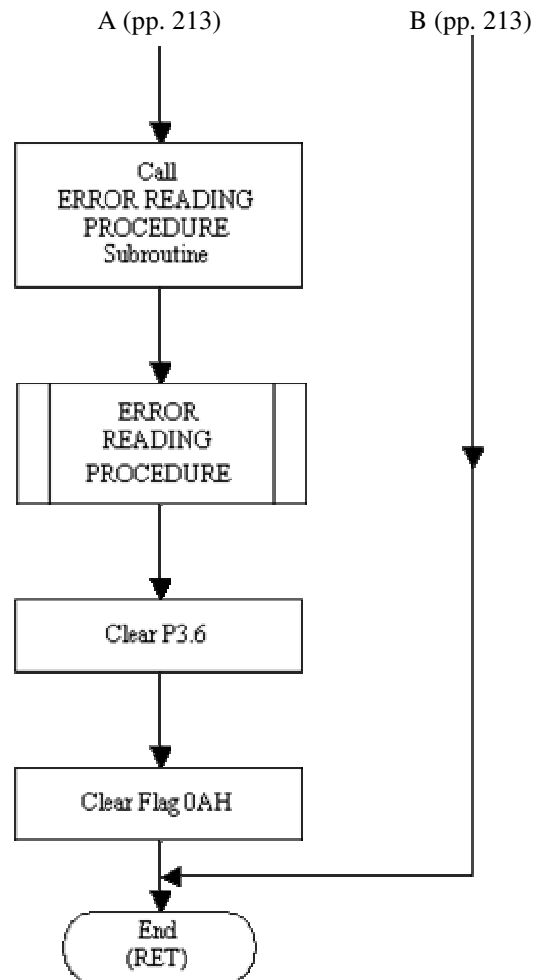 A (pp. 213)
B (pp. 213)
Call
ERROR READING
PROCEDURE
Subroutine
ERROR
READING
PROCEDURE
Clear P3.6
Clear Flag 0AH
End
(RET)